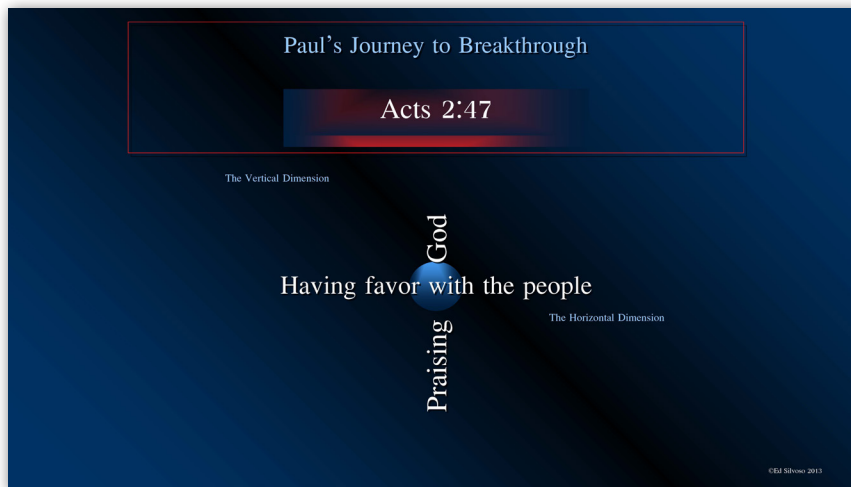 Paul's Journey to Breakthrough
Acts 2:47
The Vertical Dimension
Praising God
Having favor with the people
The Horizontal Dimension
©Ed Silvoso 2013